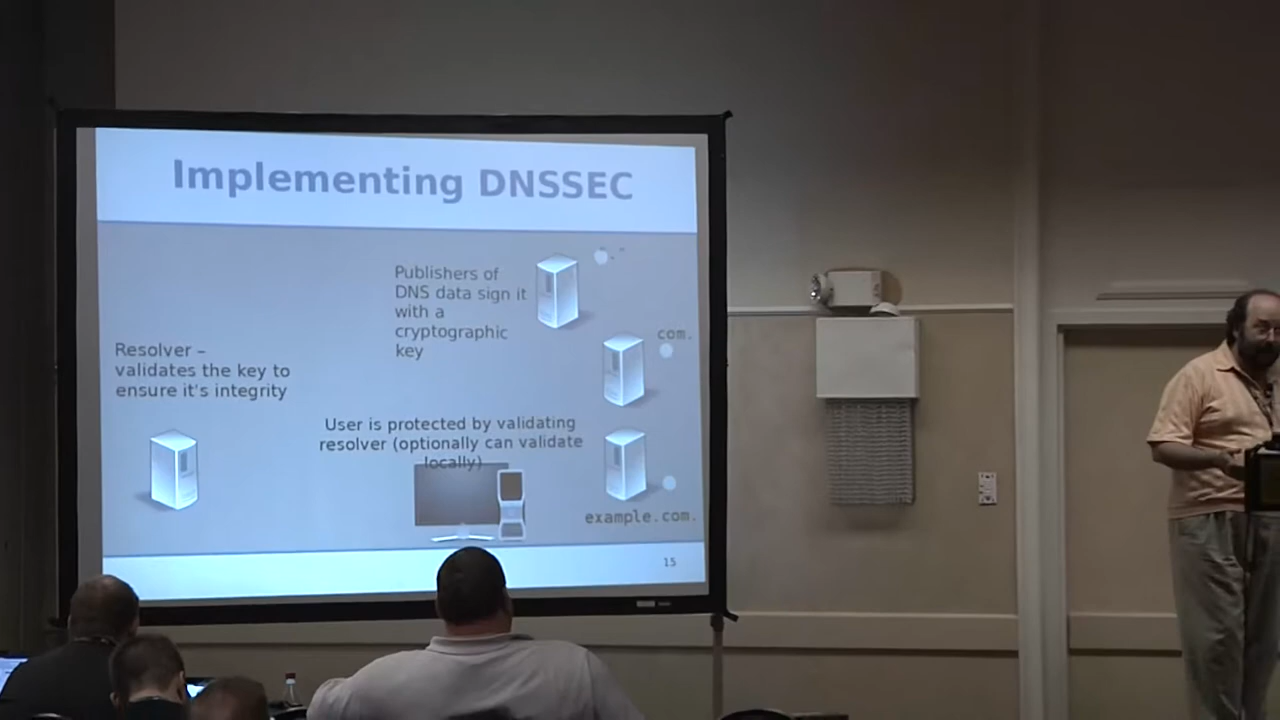 Implementing DNSSEC
Publishers of
DNS data sign it
with a
cryptographic
key
com.
Resolver –
validates the key to
ensure it's integrity
User is protected by validating
resolver (optionally can validate
locally)
example.com.
15